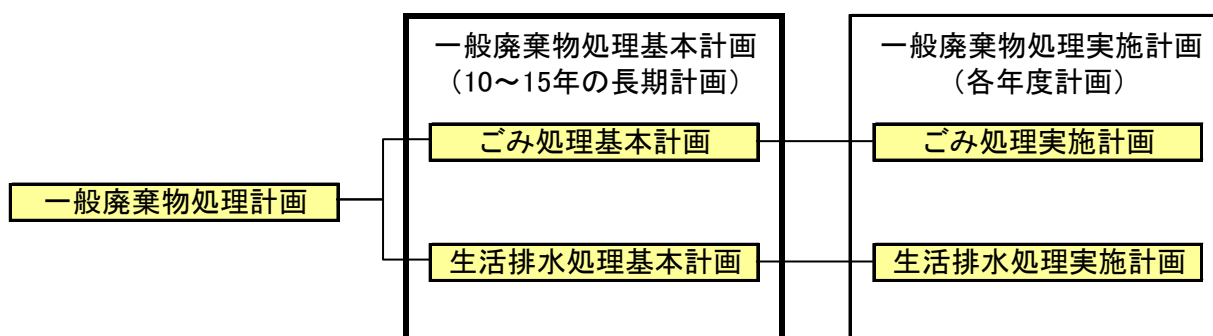 一般廃棄物処理計画
一般廃棄物処理基本計画
（10～15年の長期計画）
ごみ処理基本計画
生活排水処理基本計画
一般廃棄物処理実施計画
（各年度計画）
ごみ処理実施計画
生活排水処理実施計画